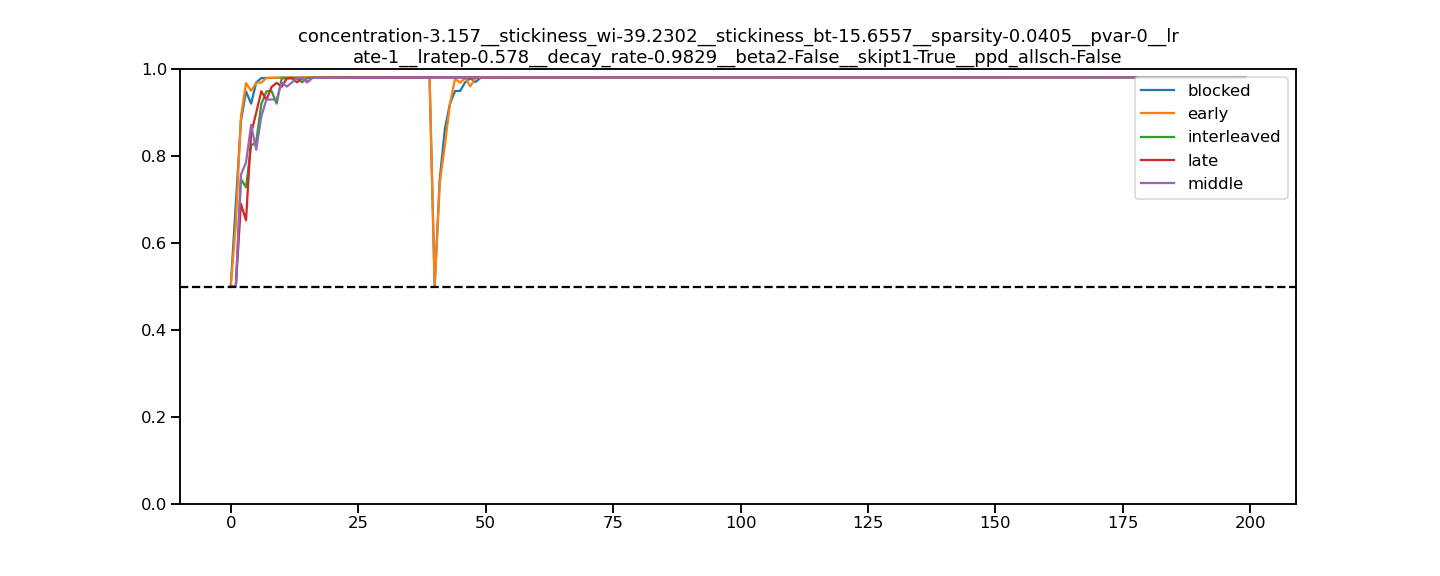 concentration-3.157__stickiness_wi-39.2302__stickiness_bt-15.6557__sparsity-0.0405__pvar-0__lr
ate-1__lratep-0.578__decay_rate-0.9829__beta2-False__skipt1-True__ppd_allsch-False
1.0
0.8
0.6
0.4
0.2
0.0
blocked
early
interleaved
late
middle
0 25 50 75 100 125 150 175 200